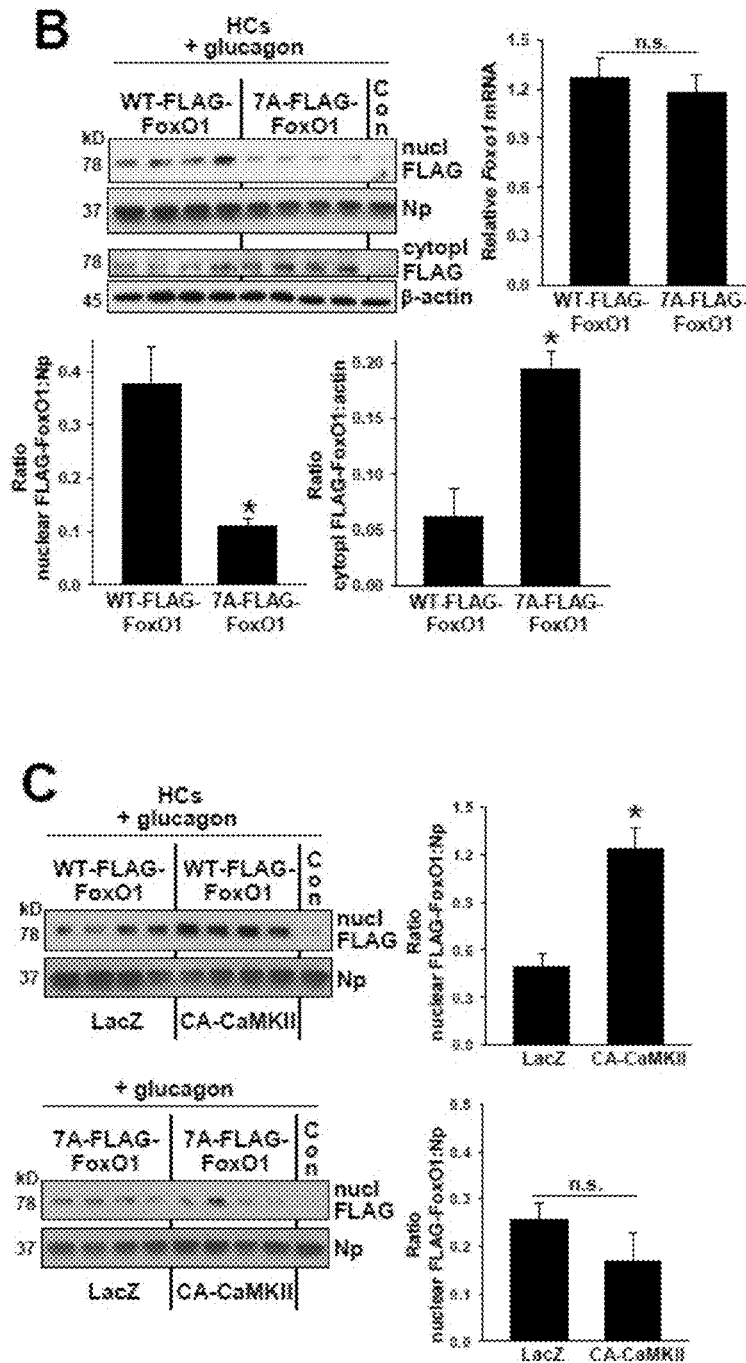 B
HCs
+ glucagon
WT-FLAG-FoxO1
7A-FLAG-FoxO1
Con
kD
78
nucl FLAG
37
Np
78
cytopl FLAG
45
β-actin
Relative Foxo1 mRNA
1.5
1.2
0.9
0.6
0.3
0.0
n.s.
WT-FLAG-FoxO1
7A-FLAG-FoxO1
Ratio
nuclear FLAG-FoxO1:Np
0.4
0.3
0.2
0.1
0.0
*
WT-FLAG-FoxO1
7A-FLAG-FoxO1
Ratio
cytopl FLAG-FoxO1:actin
0.20
0.15
0.10
0.05
0.00
*
WT-FLAG-FoxO1
7A-FLAG-FoxO1
C
HCs
+ glucagon
WT-FLAG-FoxO1
WT-FLAG-FoxO1
Con
kD
78
nucl FLAG
37
Np
LacZ
CA-CaMKII
Ratio
nuclear FLAG-FoxO1:Np
1.5
1.2
0.9
0.6
0.3
0.0
*
LacZ
CA-CaMKII
+ glucagon
7A-FLAG-FoxO1
7A-FLAG-FoxO1
Con
kD
78
nucl FLAG
37
Np
LacZ
CA-CaMKII
Ratio
nuclear FLAG-FoxO1:Np
0.3
0.2
0.0
n.s.
LacZ
CA-CaMKII